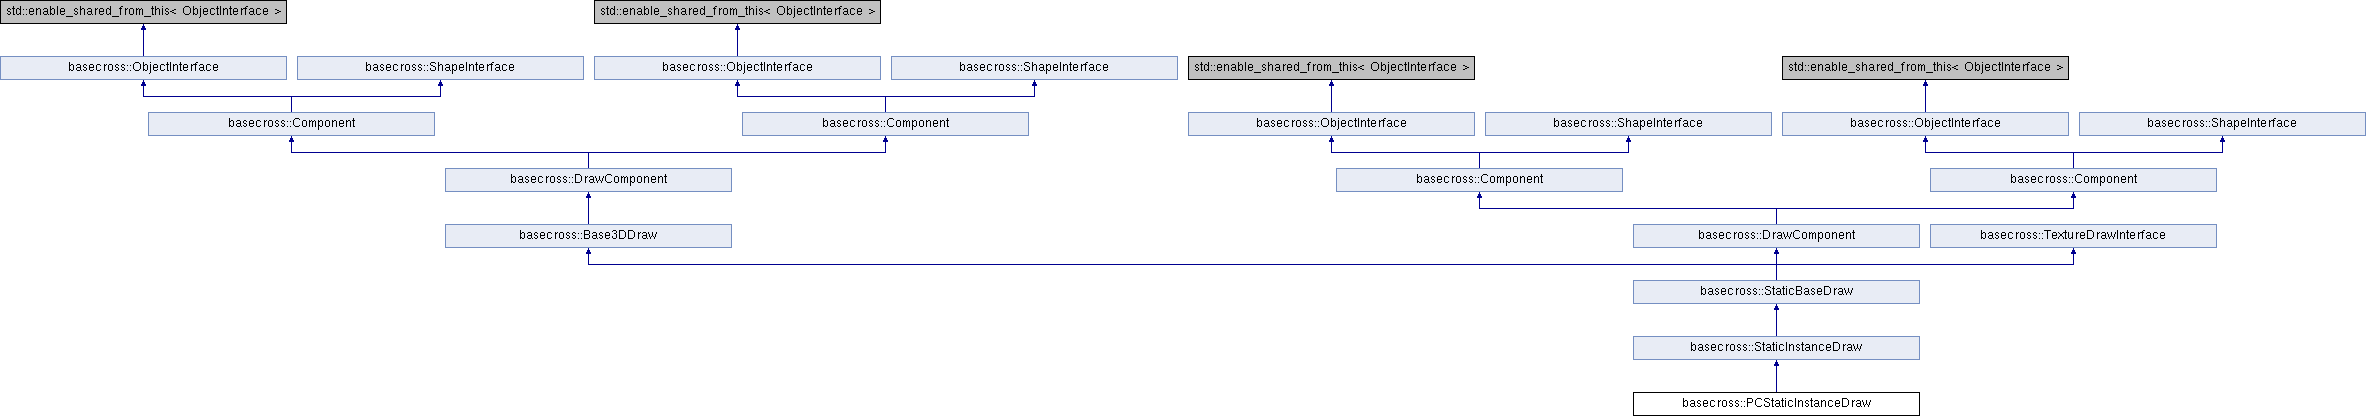 std::enable_shared_from_this< ObjectInterface >
std::enable_shared_from_this< ObjectInterface >
basecross::ObjectInterface
basecross::ShapeInterface
basecross::ObjectInterface
basecross::ShapeInterface
std::enable_shared_from_this< ObjectInterface >
std::enable_shared_from_this< ObjectInterface >
basecross::Component
basecross::Component
basecross::ObjectInterface
basecross::ShapeInterface
basecross::ObjectInterface
basecross::ShapeInterface
basecross::DrawComponent
basecross::Component
basecross::Component
basecross::Base3DDraw
basecross::DrawComponent
basecross::TextureDrawInterface
basecross::StaticBaseDraw
basecross::StaticInstanceDraw
basecross::PCStaticInstanceDraw